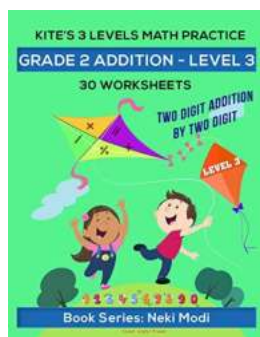 KITE'S 3 LEVELS MATH PRACTICE
GRADE 2 ADDITION - LEVEL 3
30 WORKSHEETS
TWO DIGIT ADDITION
BY TWO DIGIT
LEVEL 3
Book Series: Neki Modi